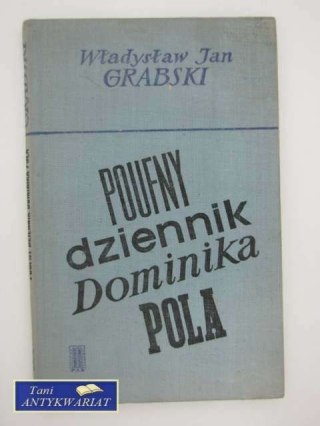 Władysław Jan
GRABSKI
POUFNY
dziennik
Dominika
POLA
Tani
ANTYKWARIAT